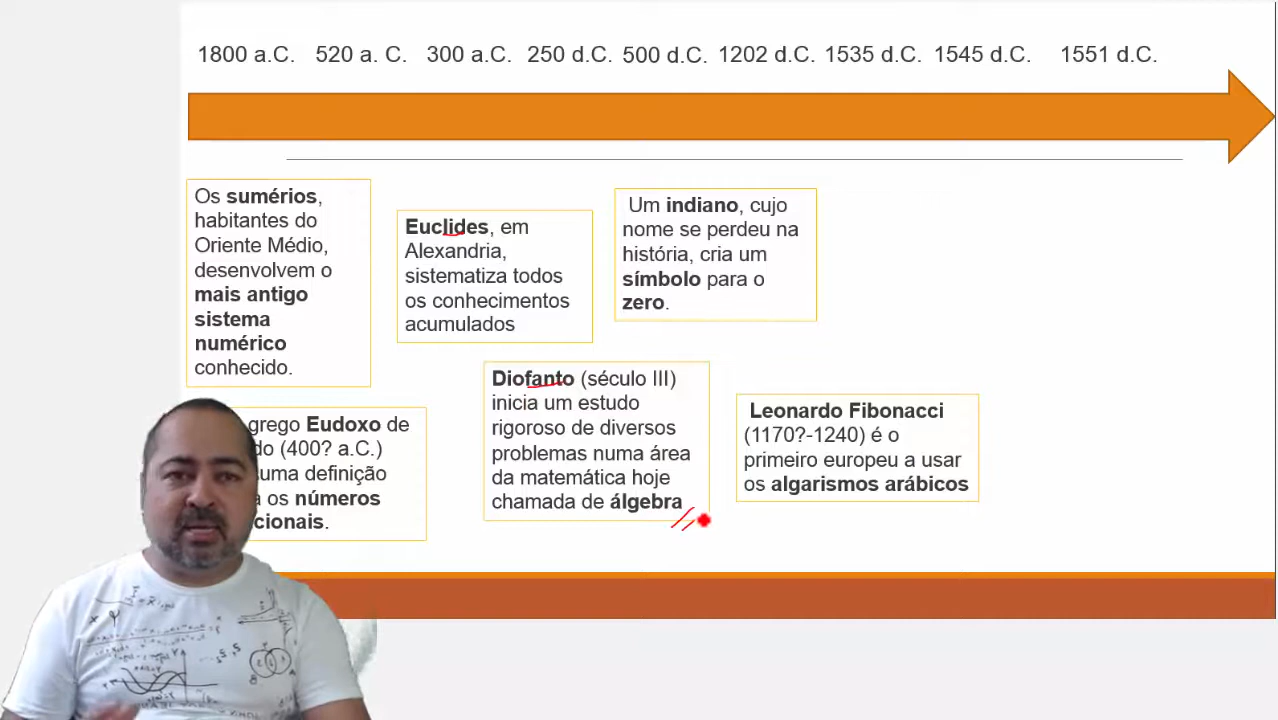 1800 a.C. 520 a. C. 300 a.C. 250 d.C. 500 d.C. 1202 d.C. 1535 d.C. 1545 d.C. 1551 d.C.
Os sumérios,
habitantes do
Oriente Médio,
desenvolvem o
mais antigo
sistema
numérico
conhecido.
grego Eudoxo de
(400? a.C.)
uma definição
os números
Euclides, em
Alexandria,
sistematiza todos
os conhecimentos
acumulados
Diofanto (século III)
inicia um estudo
rigoroso de diversos
problemas numa área
da matemática hoje
chamada de álgebra
Um indiano, cujo
nome se perdeu na
história, cria um
símbolo para o
zero.
Leonardo Fibonacci
(1170?-1240) é o
primeiro europeu a usar
os algarismos arábicos